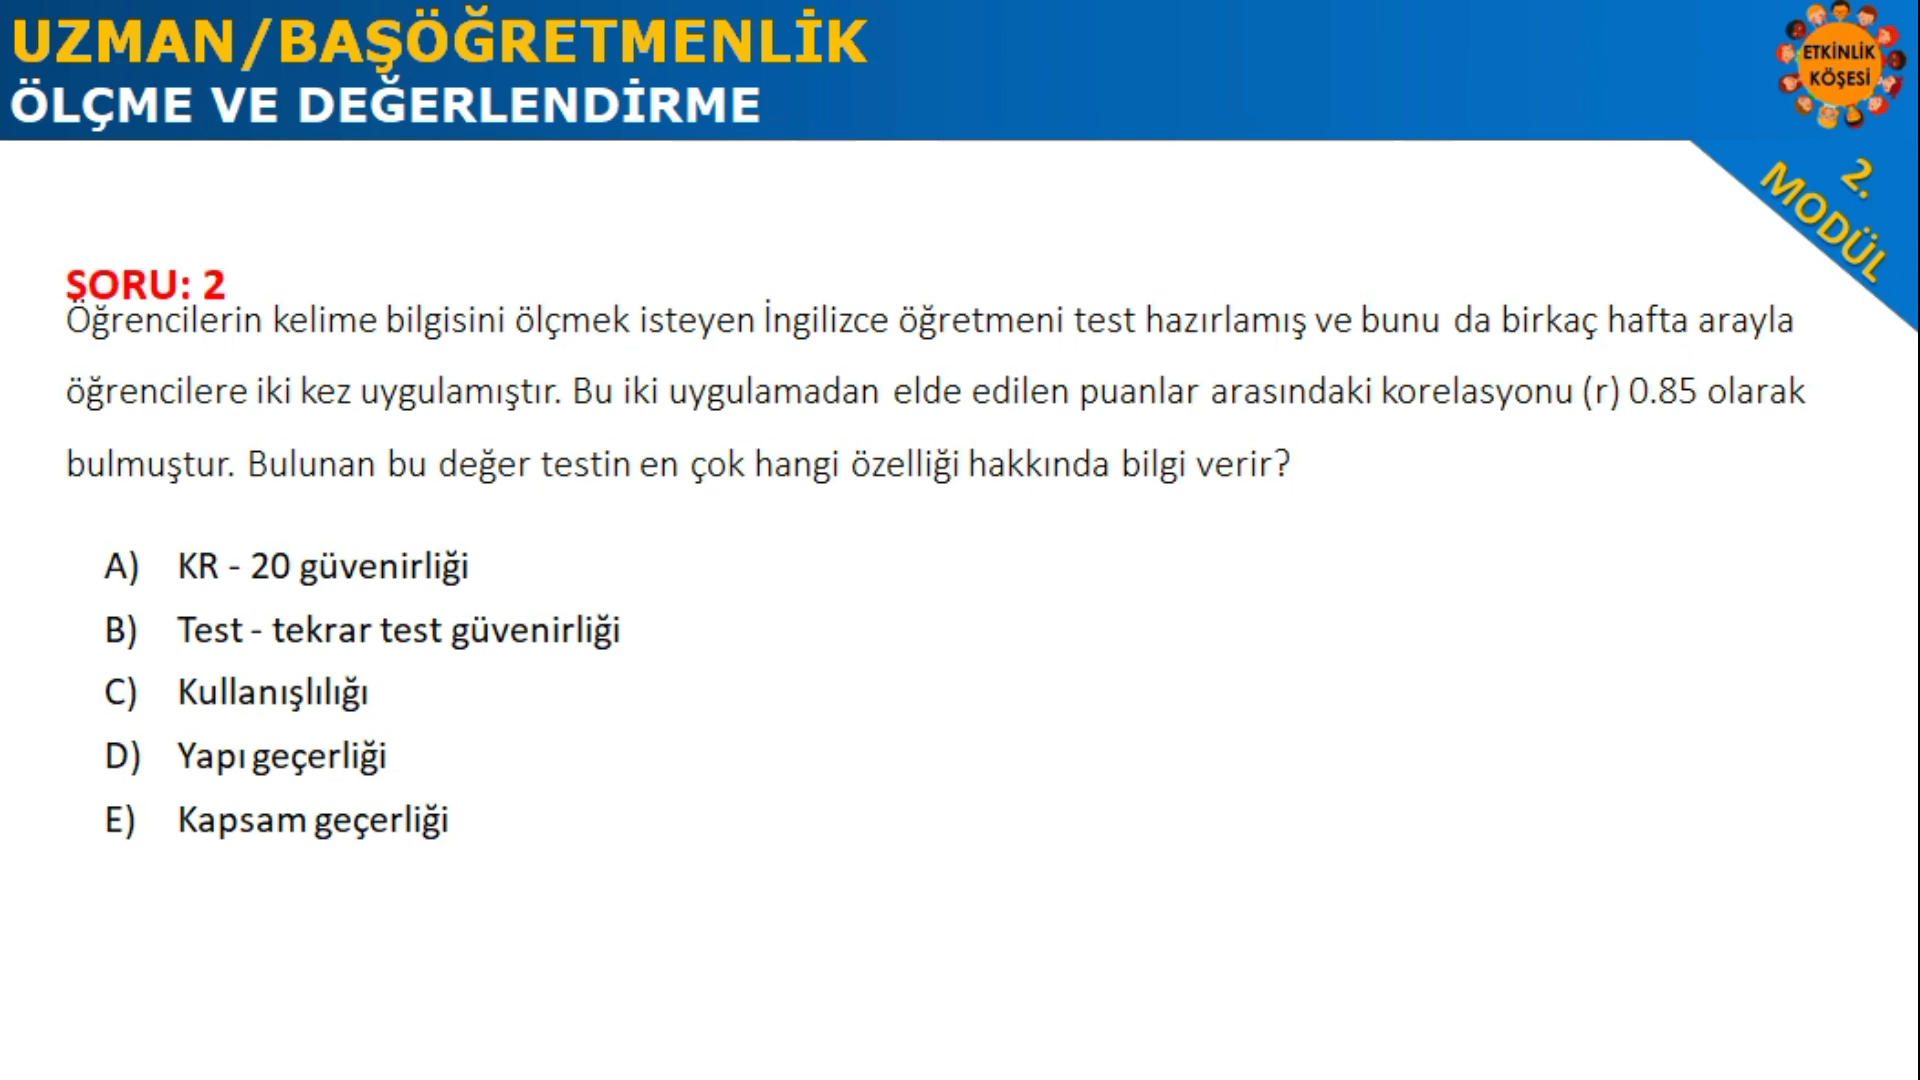 UZMAN/BAŞÖĞRETMENLİK
ÖLÇME VE DEĞERLENDİRME
ETKİNLİK
KÖŞESİ
2.
MODÜL
SORU: 2
Öğrencilerin kelime bilgisini ölçmek isteyen İngilizce öğretmeni test hazırlamış ve bunu da birkaç hafta arayla
öğrencilere iki kez uygulamıştır. Bu iki uygulamadan elde edilen puanlar arasındaki korelasyonu (r) 0.85 olarak
bulmuştur. Bulunan bu değer testin en çok hangi özelliği hakkında bilgi verir?
A) KR - 20 güvenirliği
B) Test - tekrar test güvenirliği
C) Kullanışlılığı
D) Yapı geçerliği
E) Kapsam geçerliği